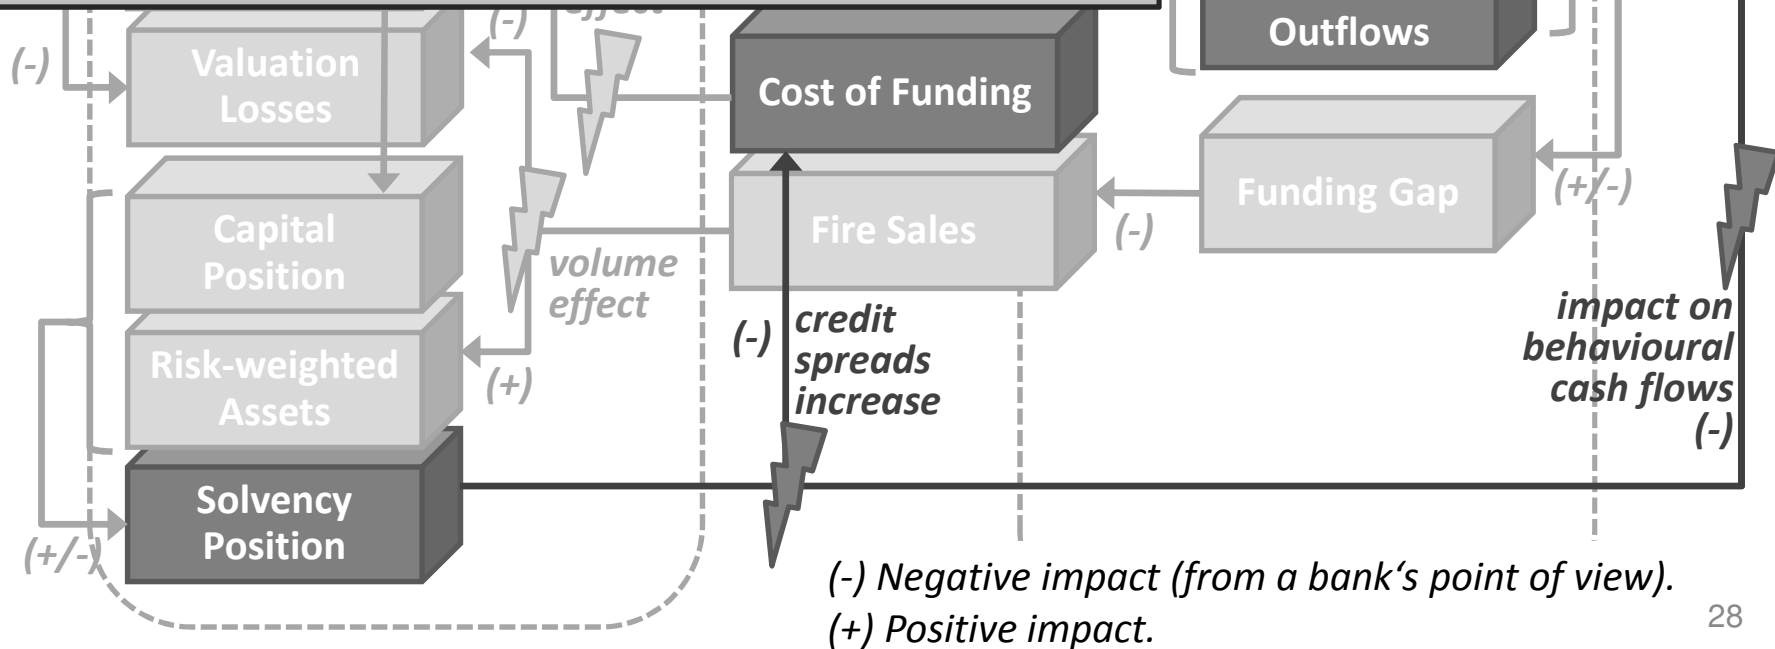 (-)
effect
Outflows
(-)
Valuation
Losses
Cost of Funding
Capital
Position
Fire Sales
Funding Gap
(+/-)
(-)
volume
effect
Risk-weighted
Assets
(+)
(-)
credit
spreads
increase
impact on
behavioural
cash flows
(-)
Solvency
Position
(+/-)
(-) Negative impact (from a bank‘s point of view).
(+) Positive impact.
28